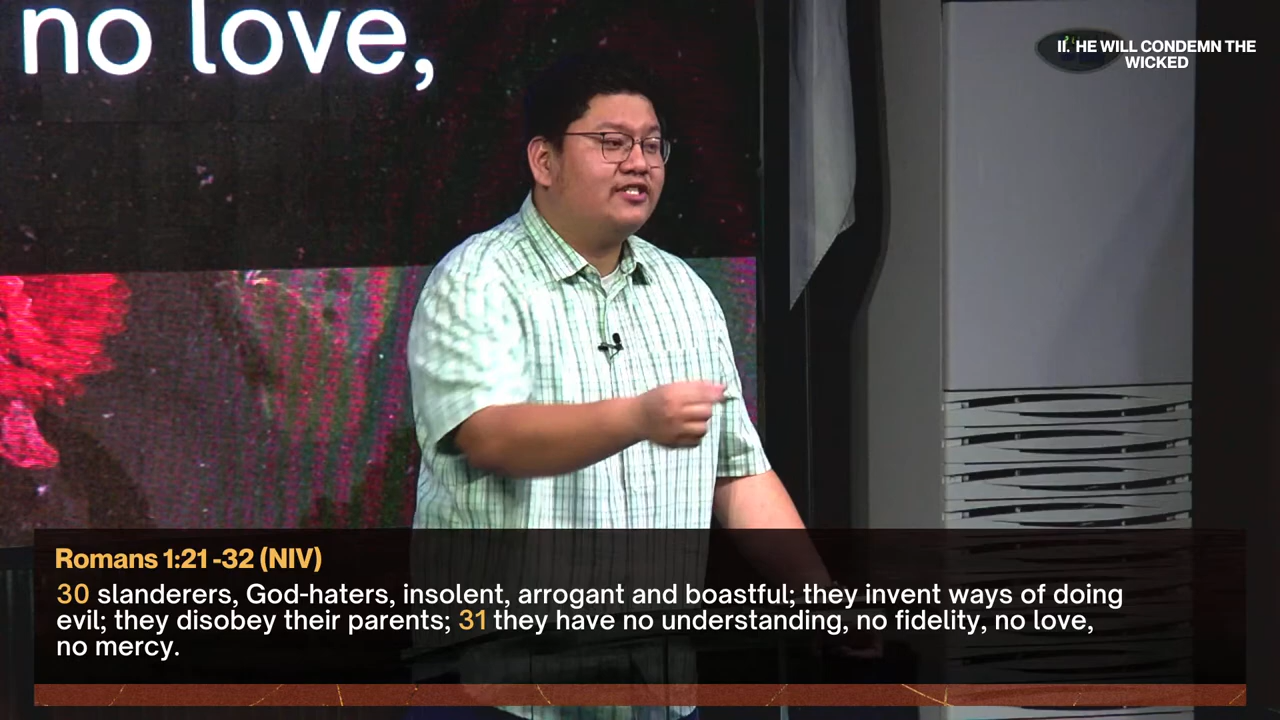 no love,
II. HE WILL CONDEMN THE
WICKED
Romans 1:21-32 (NIV)
30 slanderers, God-haters, insolent, arrogant and boastful; they invent ways of doing
evil; they disobey their parents; 31 they have no understanding, no fidelity, no love,
no mercy.